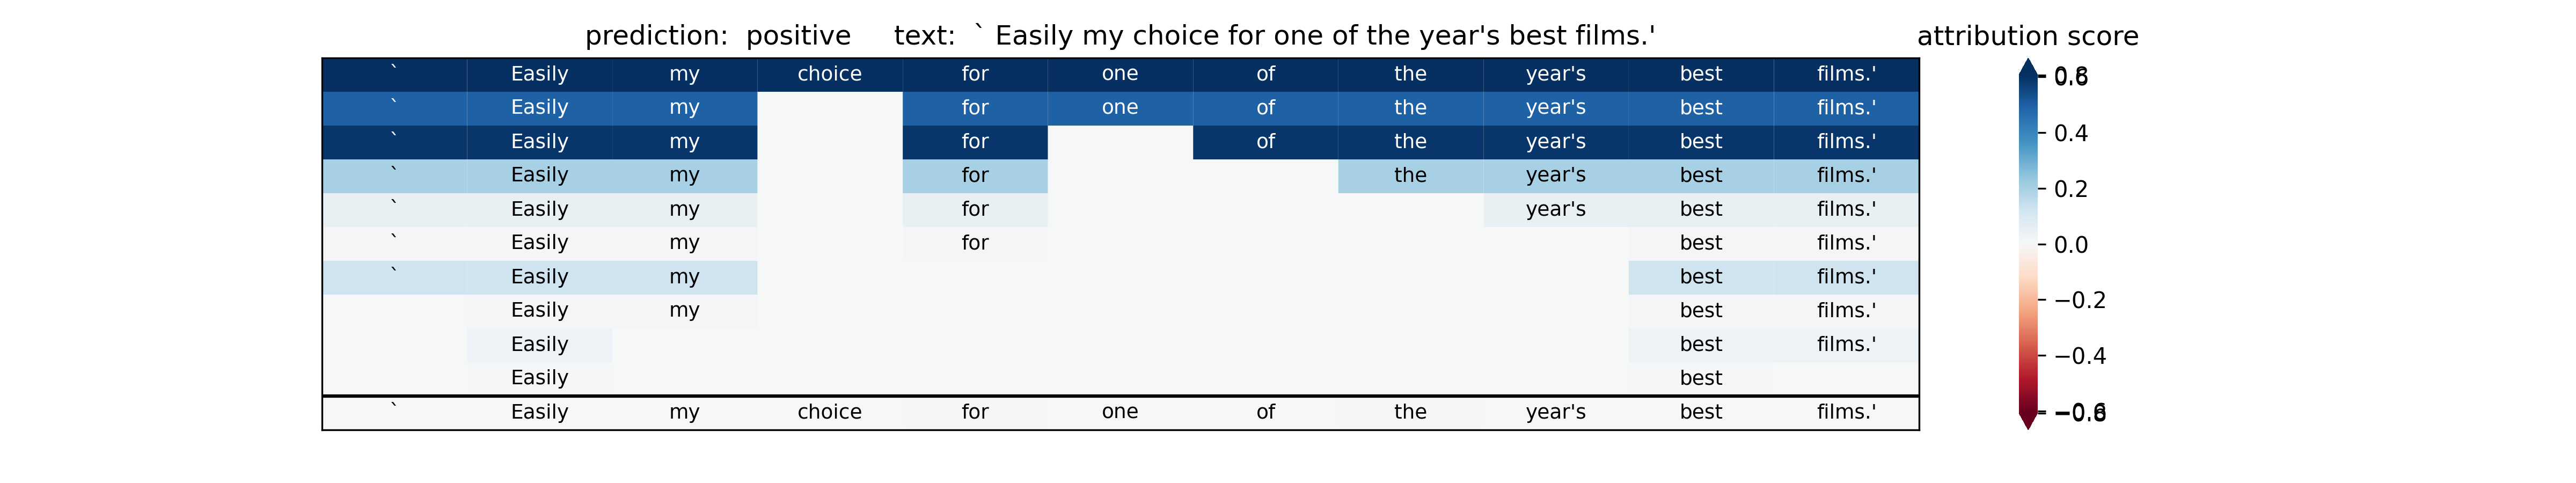 prediction:  positive     text:  ` Easily my choice for one of the year's best films.'
attribution score
` Easily my choice for one of the year's best films.'
` Easily my for one of the year's best films.'
` Easily my for of the year's best films.'
` Easily my for the year's best films.'
` Easily my for year's best films.'
` Easily my for best films.'
` Easily my best films.'
Easily my best films.'
Easily best films.'
Easily best
` Easily my choice for one of the year's best films.'
0.4
0.2
0.0
−0.2
−0.4